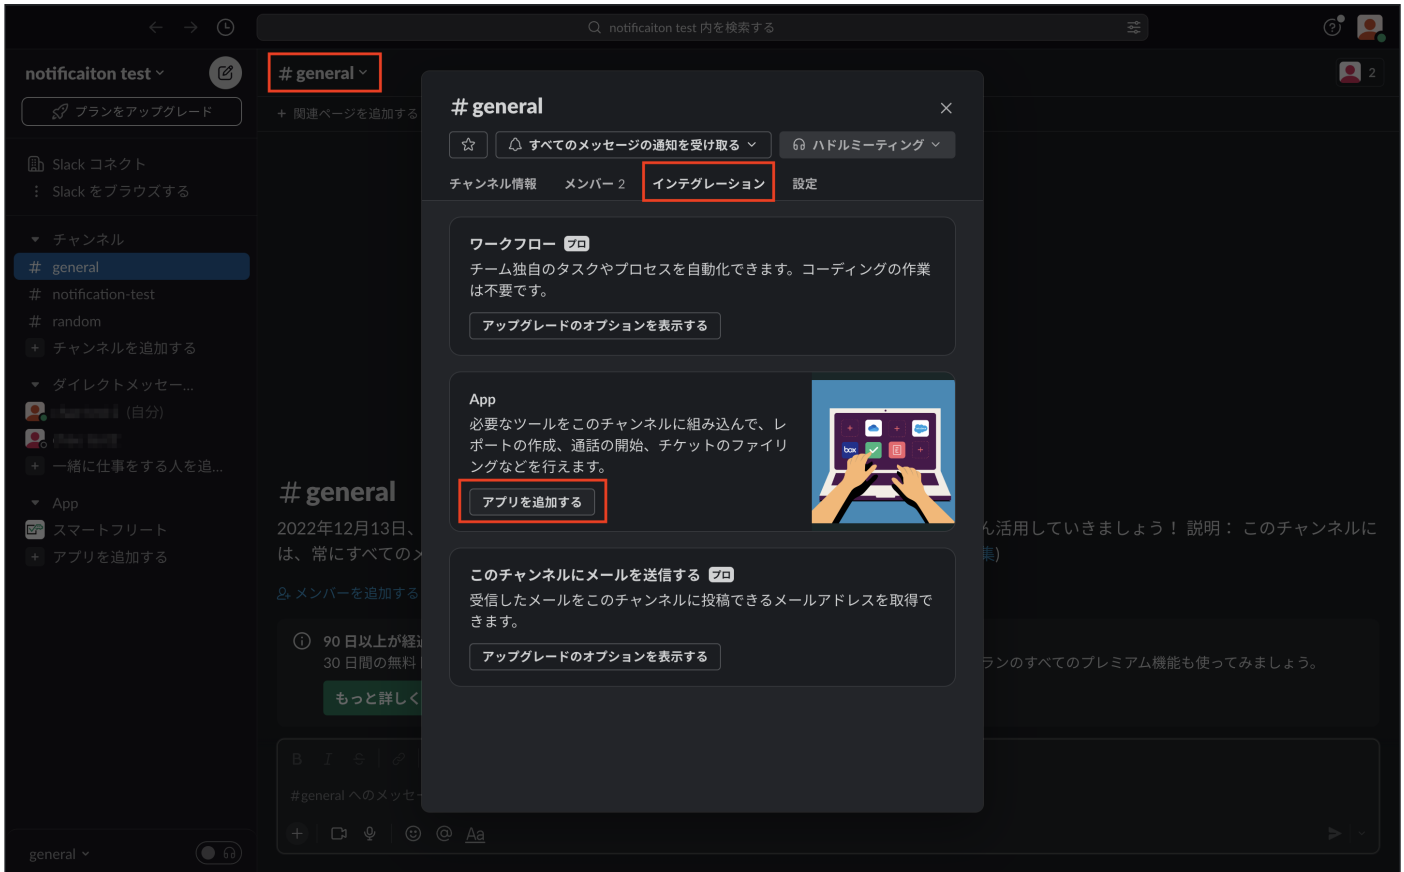 notificaiton test 内を検索する
notificaiton test
プランをアップグレード
Slack コネクト
Slack をブラウズする
チャンネル
# general
# notification-test
# random
+ チャンネルを追加する
ダイレクトメッセー...
(自分)
+ 一緒に仕事をする人を追...
App
スマートフリート
+ アプリを追加する
general
# general
2
+ 関連ページを追加する
# general
2022年12月13日、
ん活用していきましょう！ 説明： このチャンネルに
は、常にすべてのメ
集)
メンバーを追加する
90 日以上が経過
30 日間の無料
ランのすべてのプレミアム機能も使ってみましょう。
もっと詳しく
B I S
#general へのメッセー
+ @ Aa
# general
すべてのメッセージの通知を受け取る
ハドルミーティング
チャンネル情報 メンバー 2 インテグレーション 設定
ワークフロー プロ
チーム独自のタスクやプロセスを自動化できます。コーディングの作業
は不要です。
アップグレードのオプションを表示する
App
必要なツールをこのチャンネルに組み込んで、レ
ポートの作成、通話の開始、チケットのファイリ
ングなどを行えます。
アプリを追加する
box
このチャンネルにメールを送信する プロ
受信したメールをこのチャンネルに投稿できるメールアドレスを取得で
きます。
アップグレードのオプションを表示する